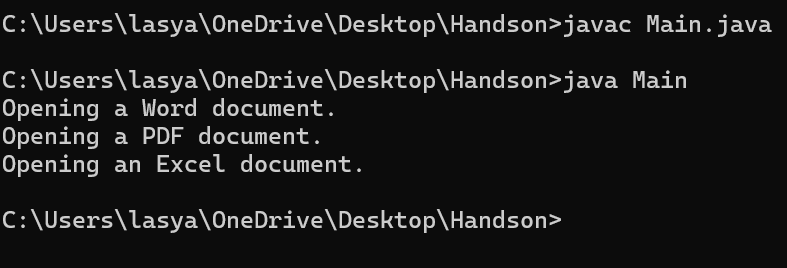 C:\Users\lasya\OneDrive\Desktop\Handson>javac Main.java
C:\Users\lasya\OneDrive\Desktop\Handson>java Main
Opening a Word document.
Opening a PDF document.
Opening an Excel document.
C:\Users\lasya\OneDrive\Desktop\Handson>